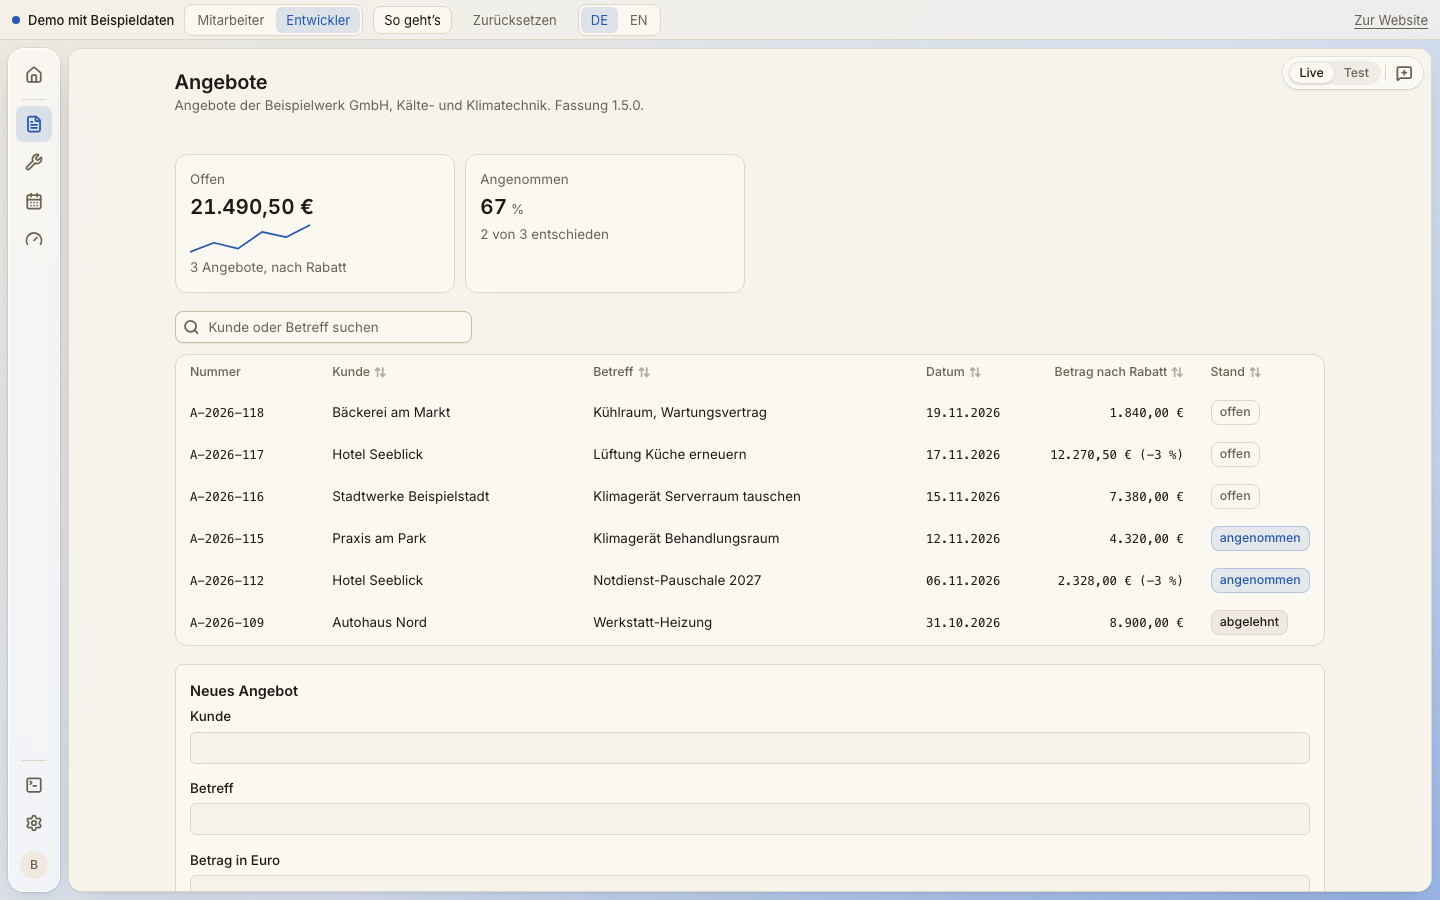 Demo mit Beispieldaten Mitarbeiter Entwickler So geht's Zurücksetzen DE EN Zur Website
Live Test
Angebote
Angebote der Beispielwerk GmbH, Kälte- und Klimatechnik. Fassung 1.5.0.
Offen
21.490,50 €
3 Angebote, nach Rabatt
Angenommen
67 %
2 von 3 entschieden
Kunde oder Betreff suchen
Nummer Kunde Betreff Datum Betrag nach Rabatt Stand
A-2026-118 Bäckerei am Markt Kühlraum, Wartungsvertrag 19.11.2026 1.840,00 € offen
A-2026-117 Hotel Seeblick Lüftung Küche erneuern 17.11.2026 12.270,50 € (−3 %) offen
A-2026-116 Stadtwerke Beispielstadt Klimagerät Serverraum tauschen 15.11.2026 7.380,00 € offen
A-2026-115 Praxis am Park Klimagerät Behandlungsraum 12.11.2026 4.320,00 € angenommen
A-2026-112 Hotel Seeblick Notdienst-Pauschale 2027 06.11.2026 2.328,00 € (−3 %) angenommen
A-2026-109 Autohaus Nord Werkstatt-Heizung 31.10.2026 8.900,00 € abgelehnt
Neues Angebot
Kunde
Betreff
Betrag in Euro
B